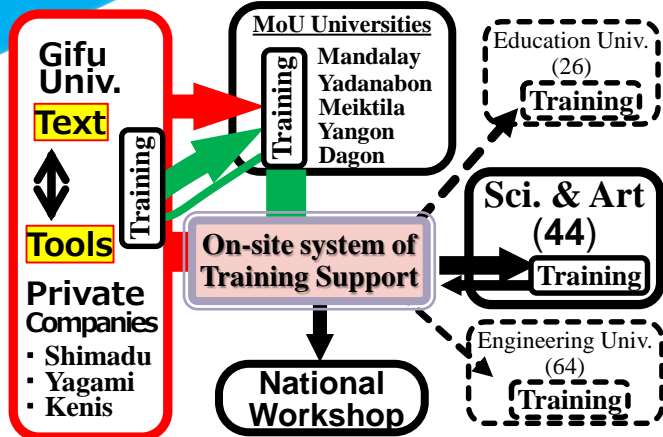 Gifu
Univ.
Text
Tools
Training
Private
Companies
・ Shimadu
・ Yagami
・ Kenis
MoU Universities
Training
Mandalay
Yadanabon
Meiktila
Yangon
Dagon
On-site system of
Training Support
National
Workshop
Education Univ.
(26)
Training
Sci. & Art
(44)
Training
Engineering Univ.
(64)
Training